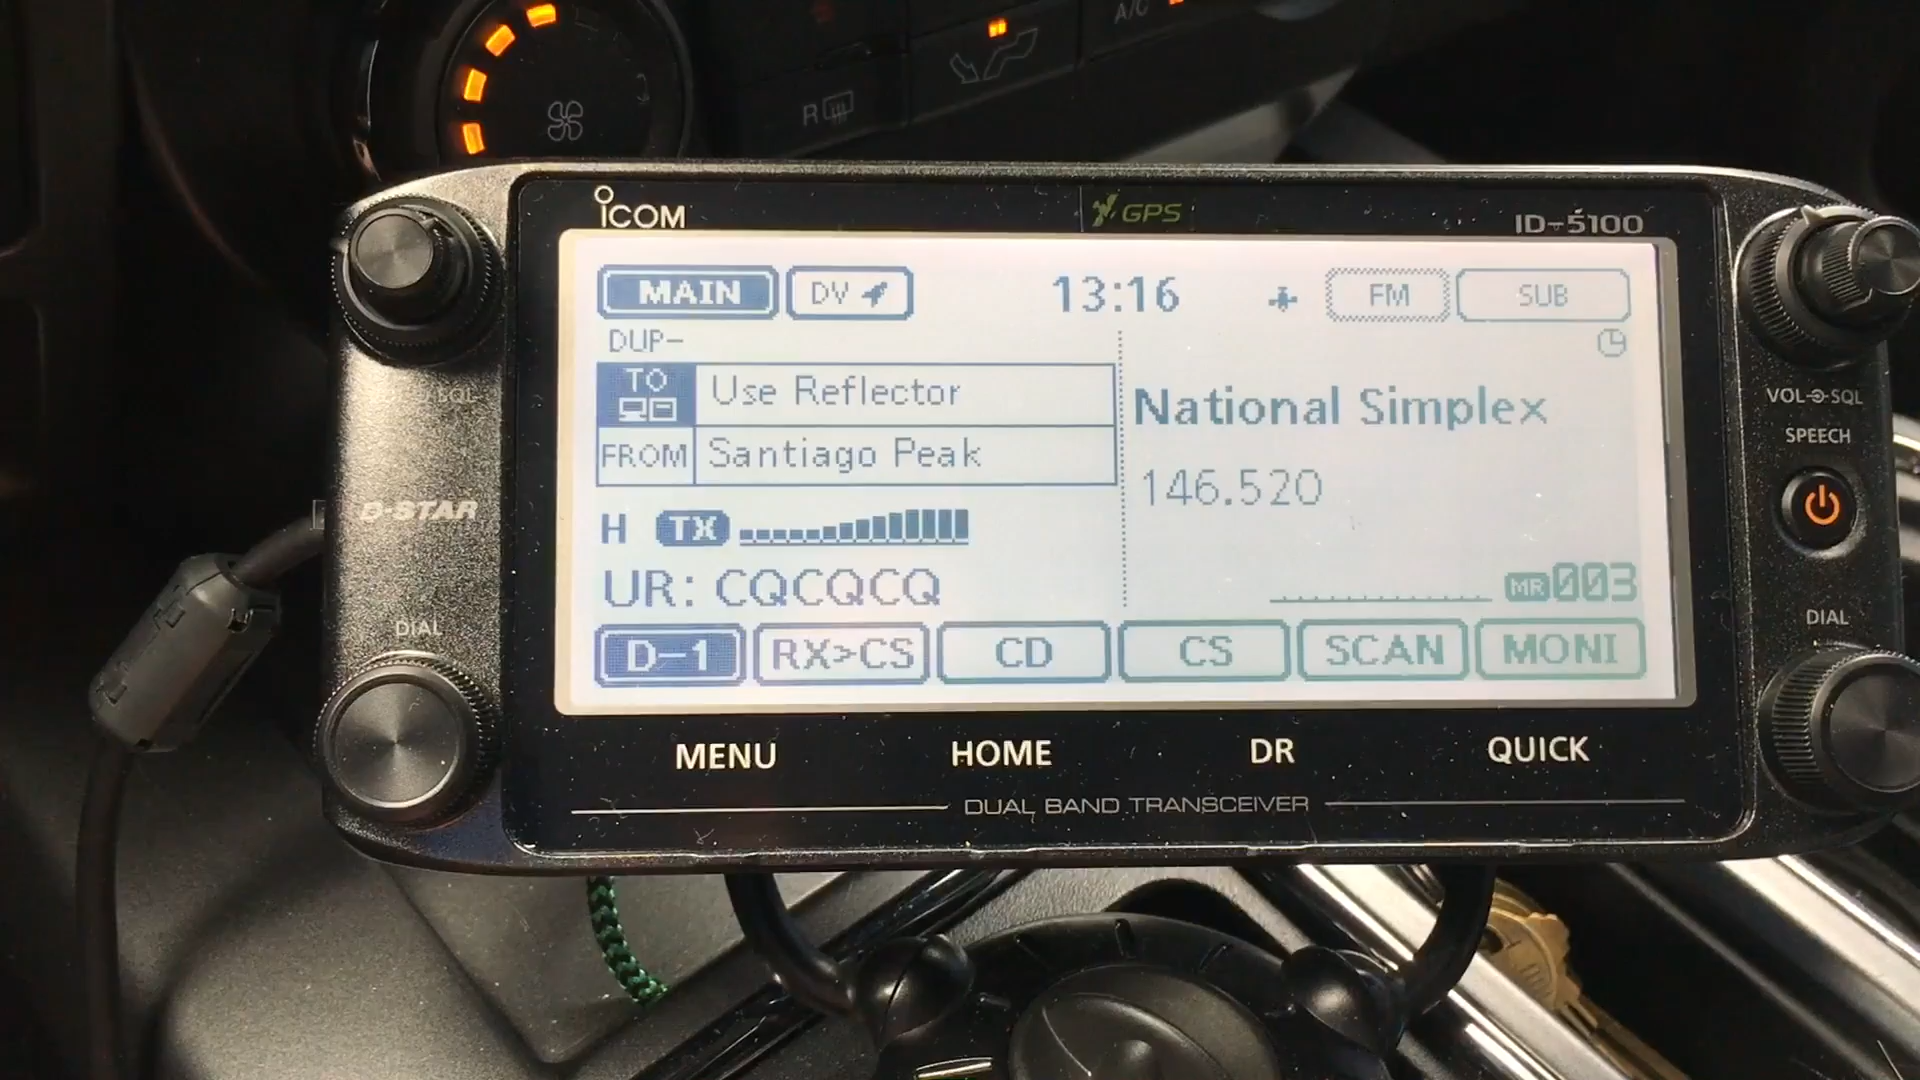 A/C
R
iCOM
GPS
ID-5100
MAIN
DV
13:16
FM
SUB
DUP-
TO
Use Reflector
FROM
Santiago Peak
National Simplex
146.520
H
TX
UR: CQCQCQ
MR 003
D-1
RX>CS
CD
CS
SCAN
MONI
SQL
D-STAR
DIAL
VOL SQL
SPEECH
DIAL
MENU
HOME
DR
QUICK
DUAL BAND TRANSCEIVER